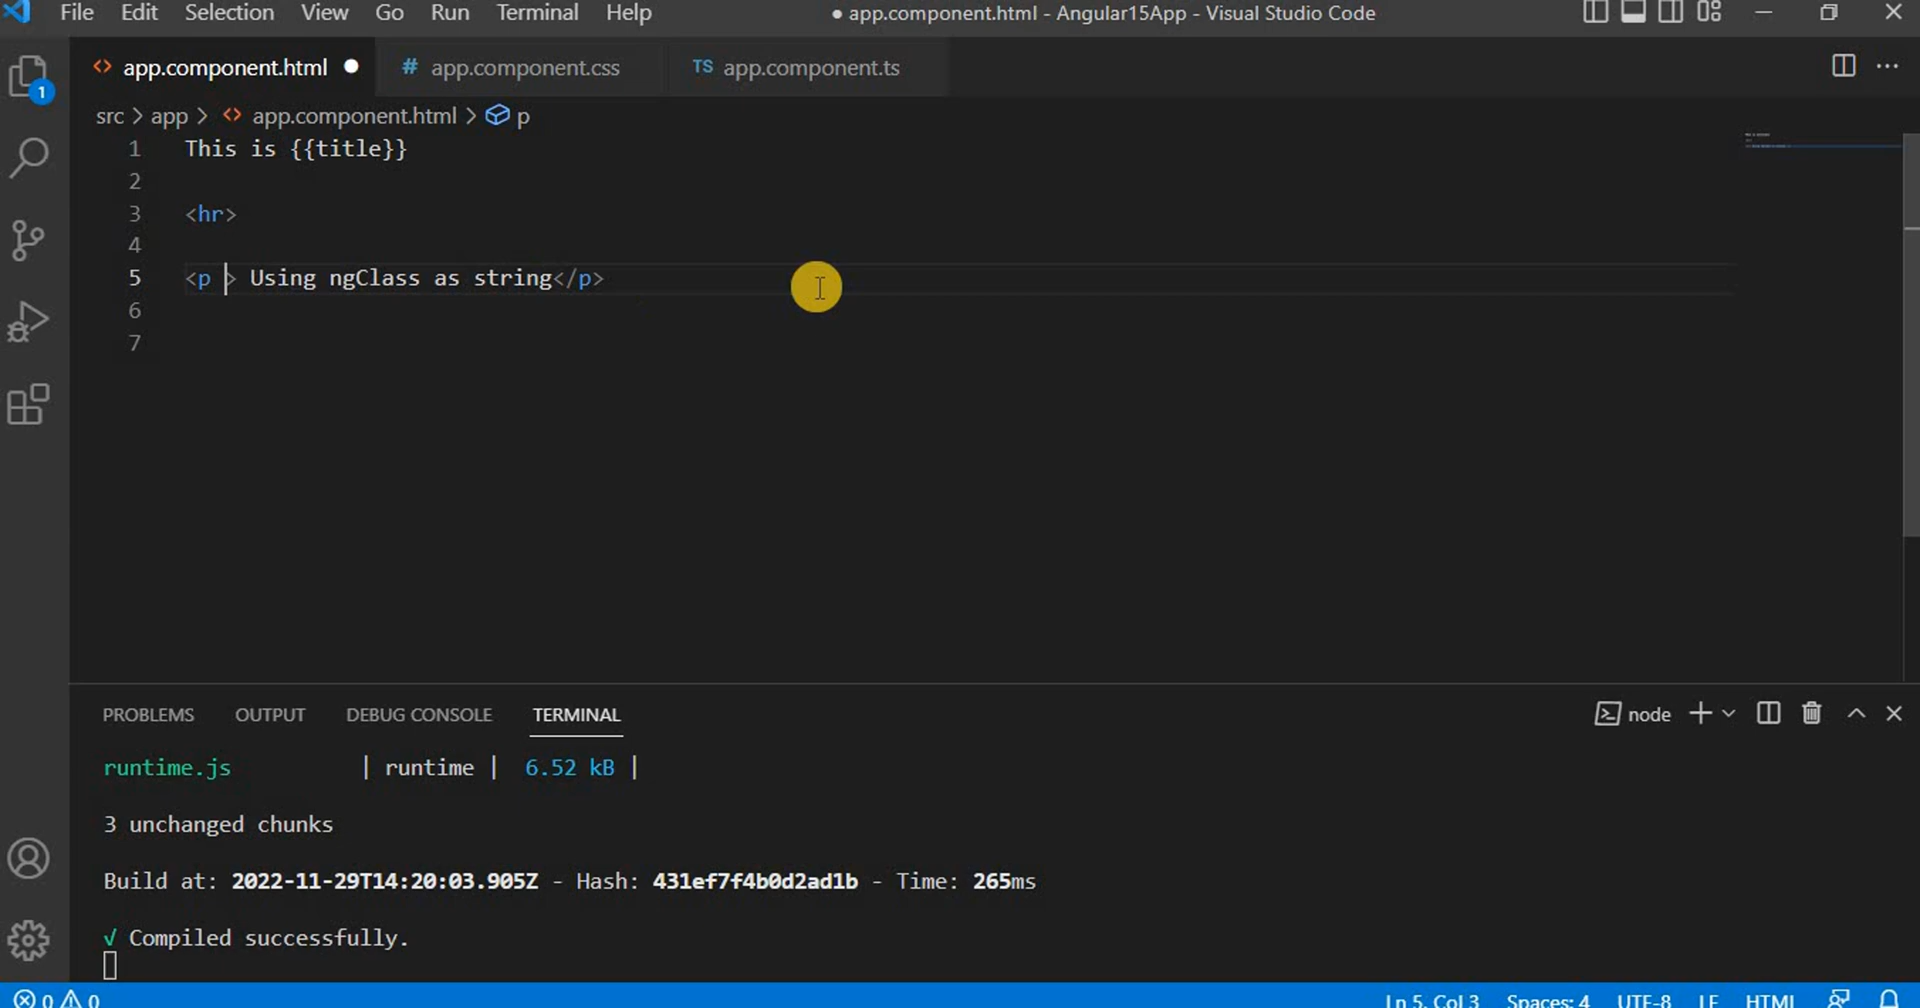 File Edit Selection View Go Run Terminal Help ● app.component.html - Angular15App - Visual Studio Code
<> app.component.html ● # app.component.css TS app.component.ts
1
src > app > <> app.component.html > p
1 This is {{title}}
2
3 <hr>
4
5 <p > Using ngClass as string</p>
6
7
PROBLEMS OUTPUT DEBUG CONSOLE TERMINAL node
runtime.js | runtime | 6.52 kB |
3 unchanged chunks
Build at: 2022-11-29T14:20:03.905Z - Hash: 431ef7f4b0d2ad1b - Time: 265ms
√ Compiled successfully.
0 0 Ln 5, Col 3 Spaces: 4 UTF-8 LF HTML